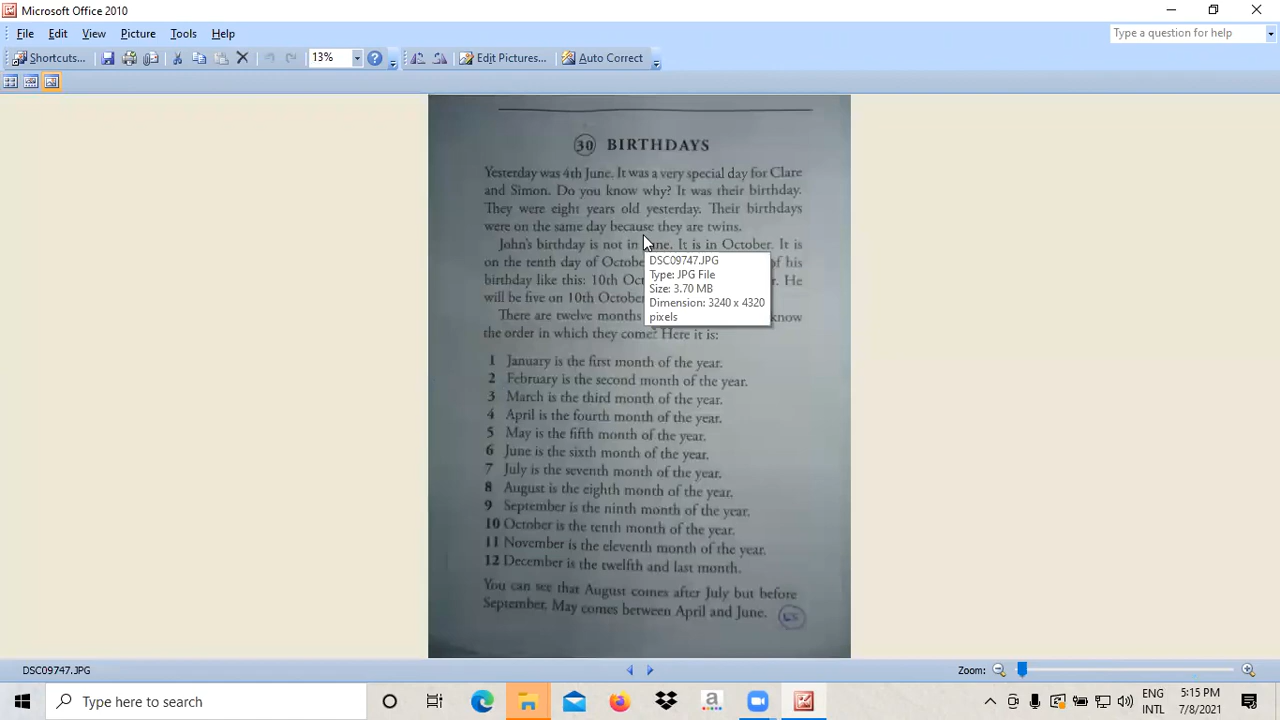 Microsoft Office 2010
File Edit View Picture Tools Help
Type a question for help
Shortcuts...
13%
Edit Pictures...
Auto Correct
30 BIRTHDAYS
Yesterday was 4th June. It was a very special day for Clare
and Simon. Do you know why? It was their birthday.
They were eight years old yesterday. Their birthdays
were on the same day because they are twins.
John's birthday is not in June. It is in October. It is
on the tenth day of Octobe of his
birthday like this: 10th Oc r. He
will be five on 10th October
There are twelve months know
the order in which they come? Here it is:
DSC09747.JPG
Type: JPG File
Size: 3.70 MB
Dimension: 3240 x 4320
pixels
1 January is the first month of the year.
2 February is the second month of the year.
3 March is the third month of the year.
4 April is the fourth month of the year.
5 May is the fifth month of the year.
6 June is the sixth month of the year.
7 July is the seventh month of the year.
8 August is the eighth month of the year.
9 September is the ninth month of the year.
10 October is the tenth month of the year.
11 November is the eleventh month of the year.
12 December is the twelfth and last month.
You can see that August comes after July but before
September, May comes between April and June.
DSC09747.JPG
Zoom:
Type here to search
ENG
INTL
5:15 PM
7/8/2021